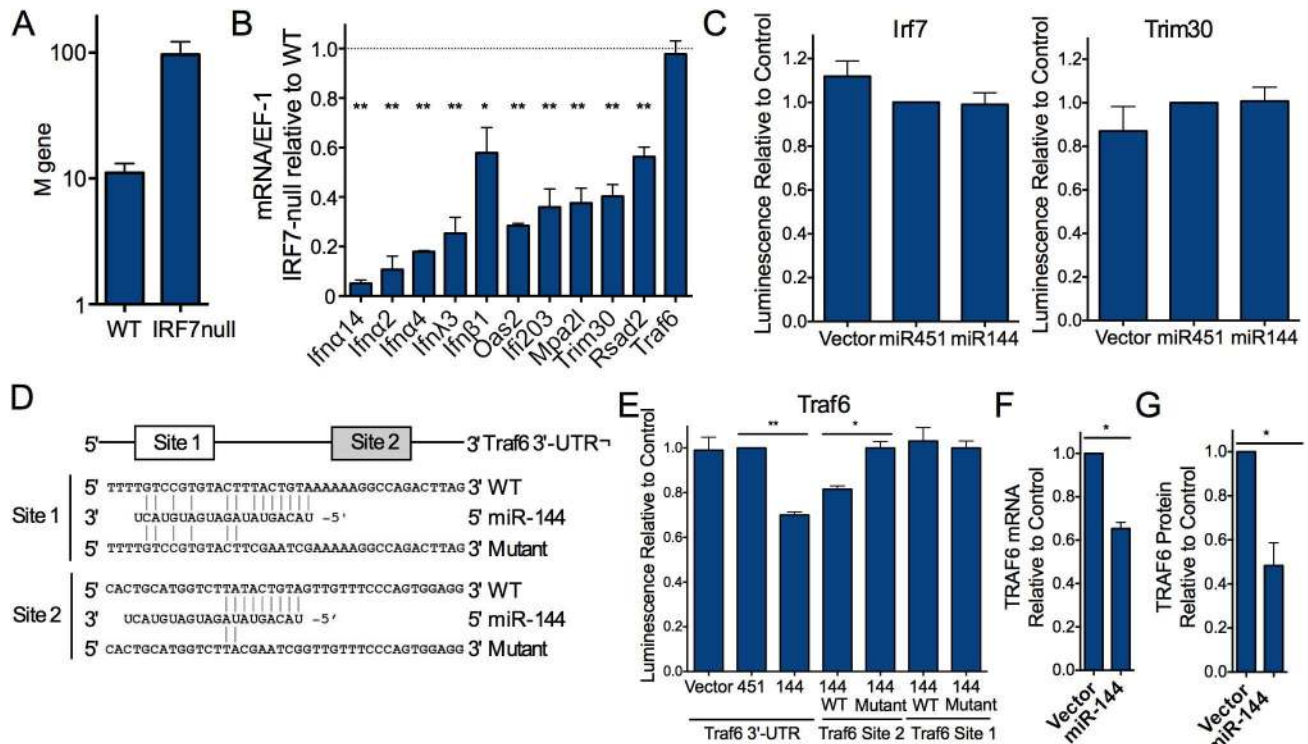 A
M gene
100
10
1
WT IRF7null
B
mRNA/EF-1
IRF7-null relative to WT
1.0
0.8
0.6
0.4
0.2
0
** ** ** ** * ** ** ** ** **
Ifnα14
Ifnα2
Ifnα4
Ifnλ3
Ifnβ1
Oas2
Ifi203
Mpa2l
Trim30
Rsad2
Traf6
C
Irf7
Luminescence Relative to Control
1.2
1.0
0.8
0.6
0.4
0.2
0.0
Vector miR451 miR144
Trim30
Luminescence Relative to Control
1.2
1.0
0.8
0.6
0.4
0.2
0.0
Vector miR451 miR144
D
5' Site 1 Site 2 3' Traf6 3'-UTR¬
Site 1
5' TTTTGTCCGTGTACTTTACTGTAAAAAAGGCCAGACTTAG 3' WT
3' UCAUGUAGUAGAUAUGACAU -5' 5' miR-144
5' TTTTGTCCGTGTACTTCGAATCGAAAAAGGCCAGACTTAG 3' Mutant
Site 2
5' CACTGCATGGTCTTATACTGTAGTTGTTTCCCAGTGGAGG 3' WT
3' UCAUGUAGUAGAUAUGACAU -5' 5' miR-144
5' CACTGCATGGTCTTACGAATCGGTTGTTTCCCAGTGGAGG 3' Mutant
E
Traf6
Luminescence Relative to Control
1.0
0.8
0.6
0.4
0.2
0.0
** *
Vector 451 144 144 144 144 144
WT Mutant WT Mutant
Traf6 3'-UTR Traf6 Site 2 Traf6 Site 1
F
TRAF6 mRNA
Relative to Control
1.0
0.8
0.6
0.4
0.2
0.0
*
Vector
miR-144
G
TRAF6 Protein
Relative to Control
1.0
0.8
0.6
0.4
0.2
0.0
*
Vector
miR-144